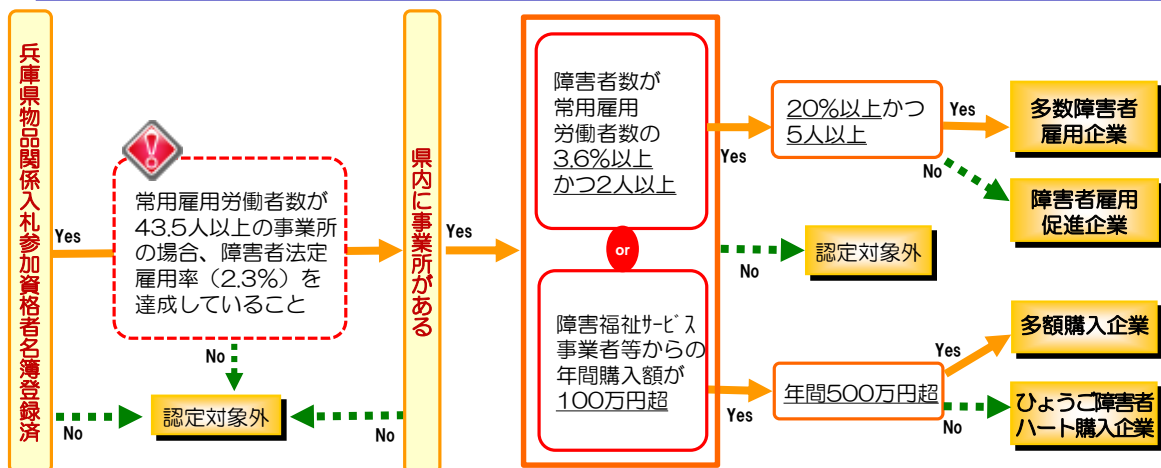 兵庫県物品関係入札参加資格者名簿登録済
Yes
No
常用雇用労働者数が
43.5人以上の事業所
の場合、障害者法定
雇用率（2.3%）を
達成していること
No
認定対象外
県内に事業所がある
Yes
No
障害者数が
常用雇用
労働者数の
3.6%以上
かつ2人以上
or
障害福祉ｻｰﾋﾞｽ
事業者等からの
年間購入額が
100万円超
Yes
20%以上かつ
5人以上
Yes
多数障害者
雇用企業
No
障害者雇用
促進企業
No
認定対象外
Yes
年間500万円超
Yes
多額購入企業
No
ひょうご障害者
ハート購入企業